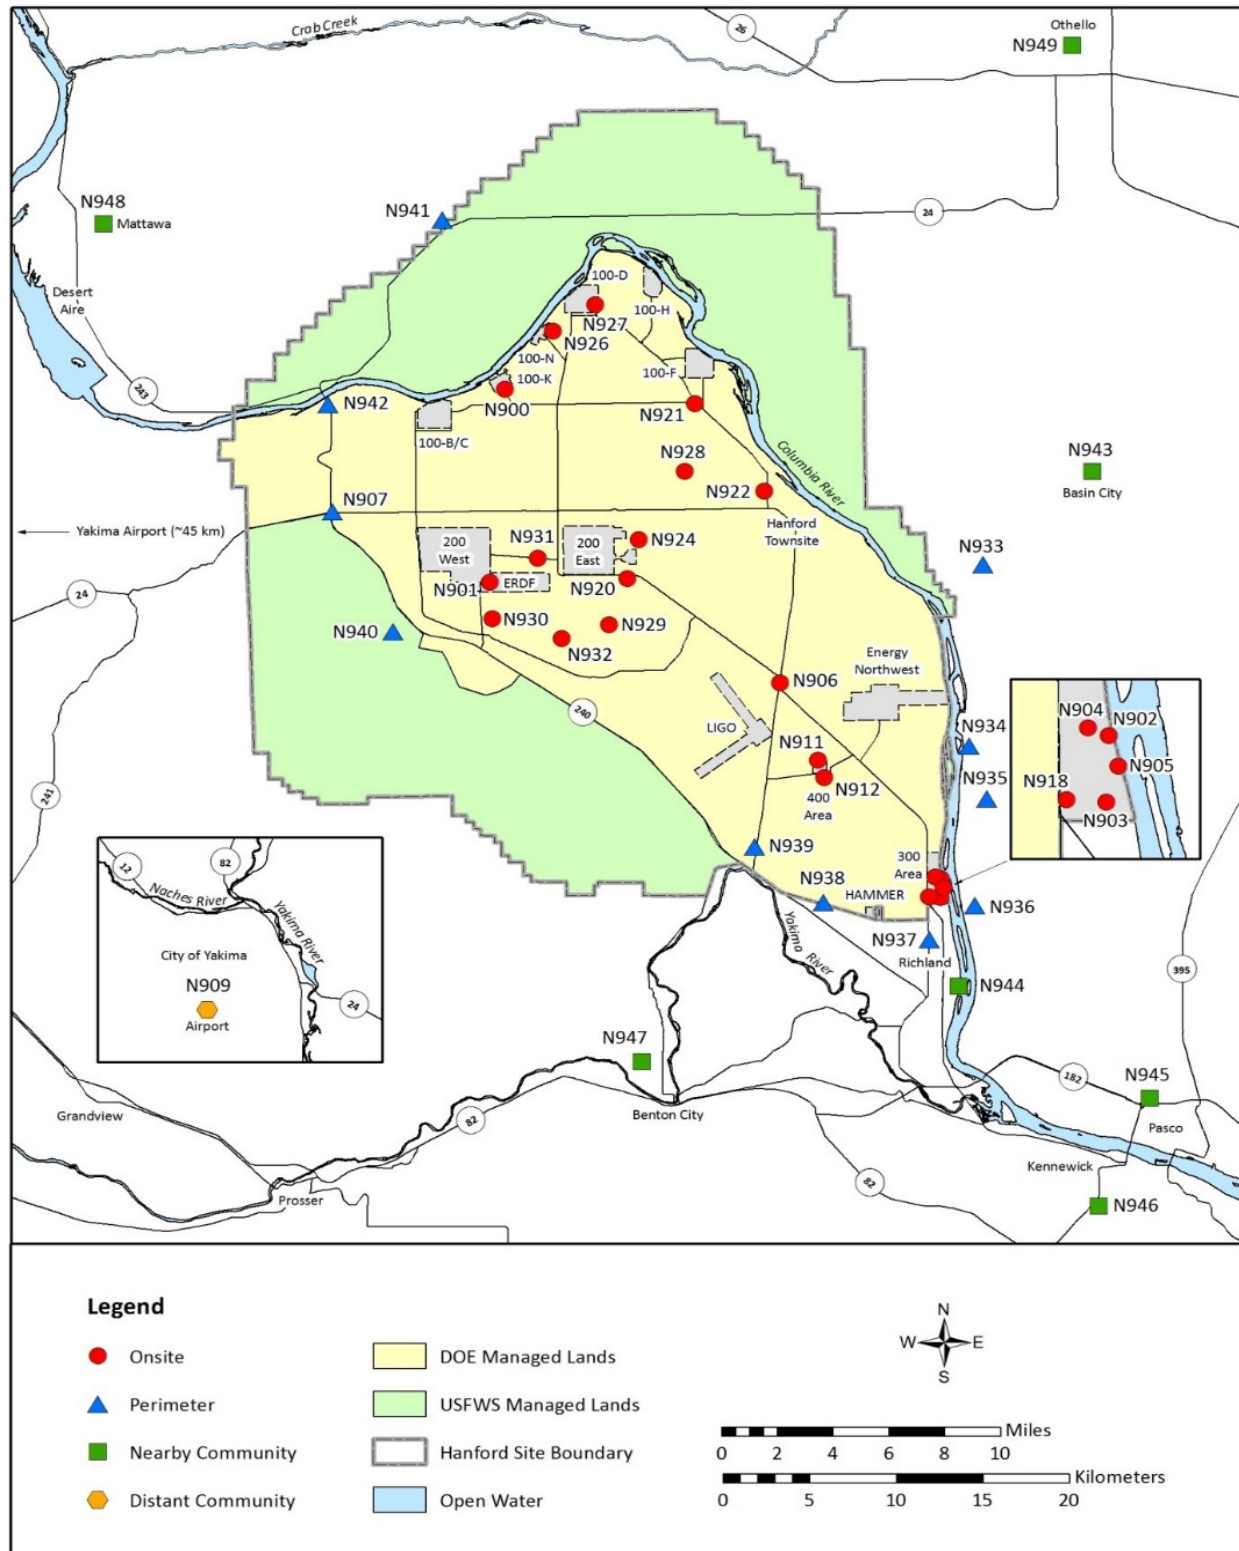 Crab Creek
26
Othello
N949
N948
Mattawa
N941
24
Desert
Aire
100-D
N927
100-H
N926
100-N
100-K
100-F
243
N942
N900
N921
100-B/C
Columbia River
N943
Basin City
N928
N922
N907
Yakima Airport (~45 km)
Hanford
Townsite
N931
N924
200
West
200
East
N933
N901
ERDF
N920
24
N930
N929
N940
N932
Energy
Northwest
N906
240
LIGO
N934
N904
N902
N905
N918
N903
N911
N935
N912
400
Area
241
N939
300
Area
82
12
Naches River
Yakima River
City of Yakima
N909
Airport
24
N938
HAMMER
N936
N937
Richland
Yakima River
395
N944
N947
182
N945
Benton City
Pasco
Grandview
82
Kennewick
82
Prosser
N946
Legend
Onsite
DOE Managed Lands
Perimeter
USFWS Managed Lands
Nearby Community
Hanford Site Boundary
Distant Community
Open Water
N
W E
S
Miles
0 2 4 6 8 10
Kilometers
0 5 10 15 20